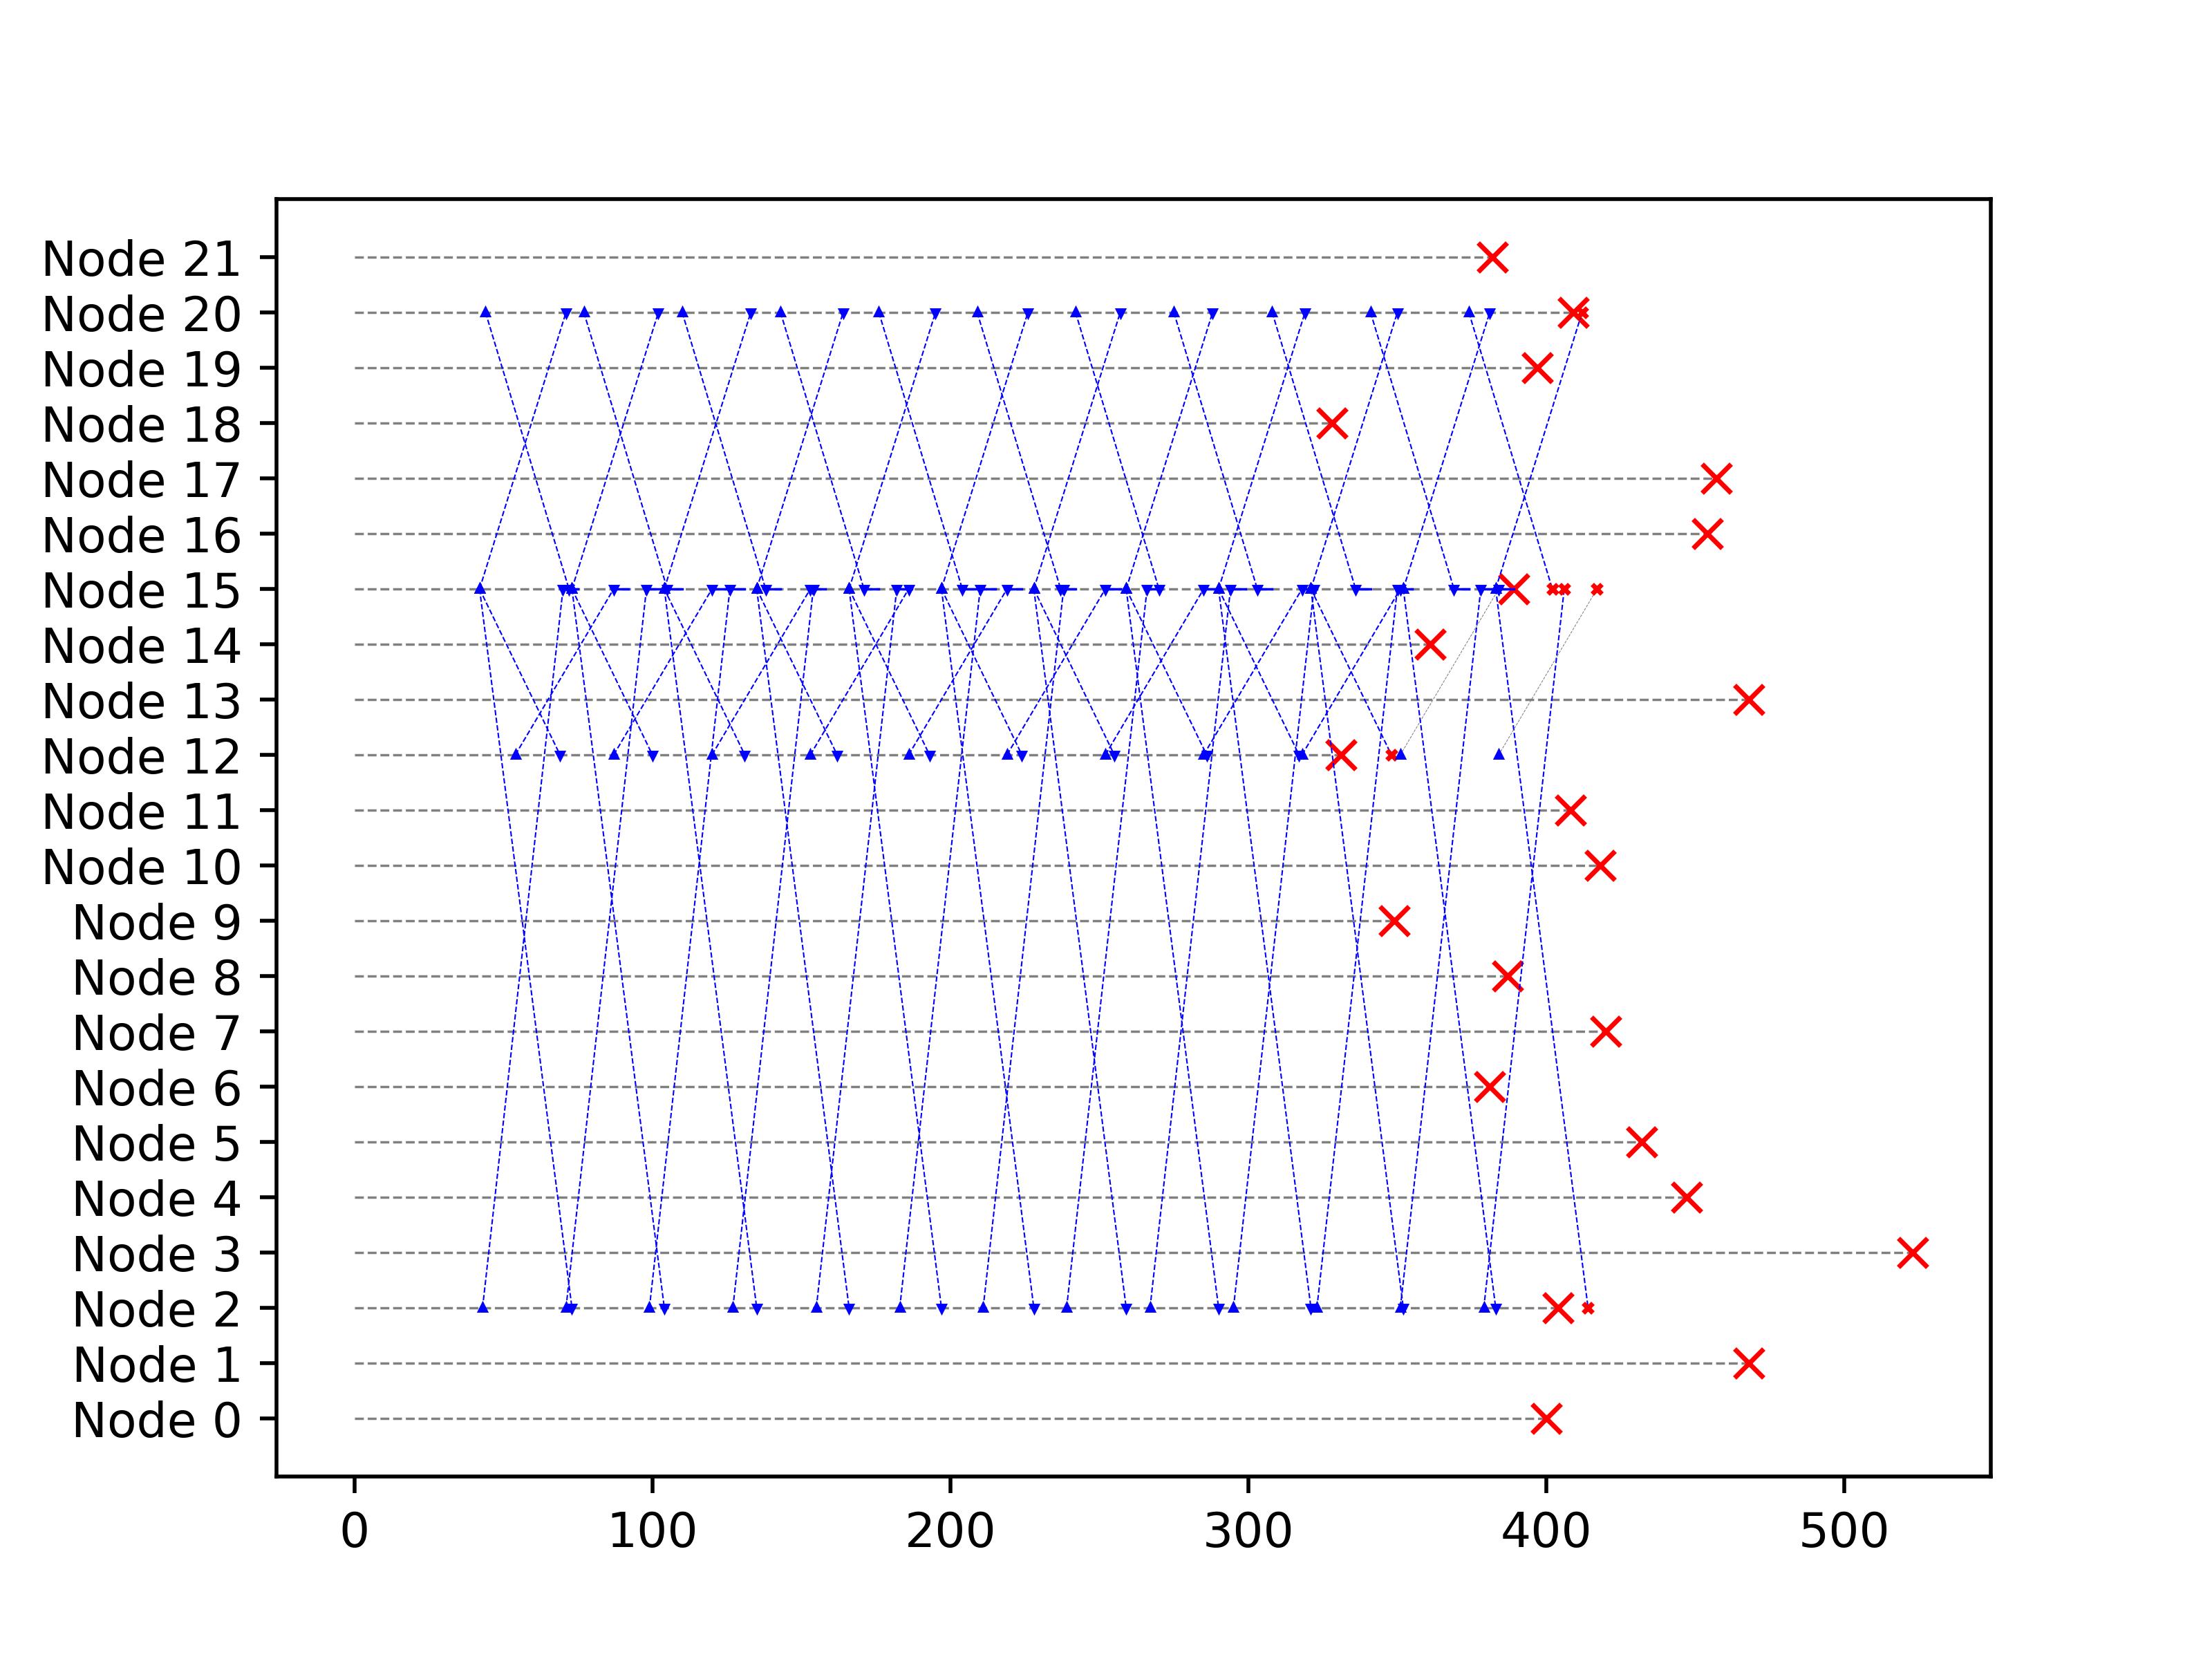 Node 21
Node 20
Node 19
Node 18
Node 17
Node 16
Node 15
Node 14
Node 13
Node 12
Node 11
Node 10
Node 9
Node 8
Node 7
Node 6
Node 5
Node 4
Node 3
Node 2
Node 1
Node 0
0 100 200 300 400 500